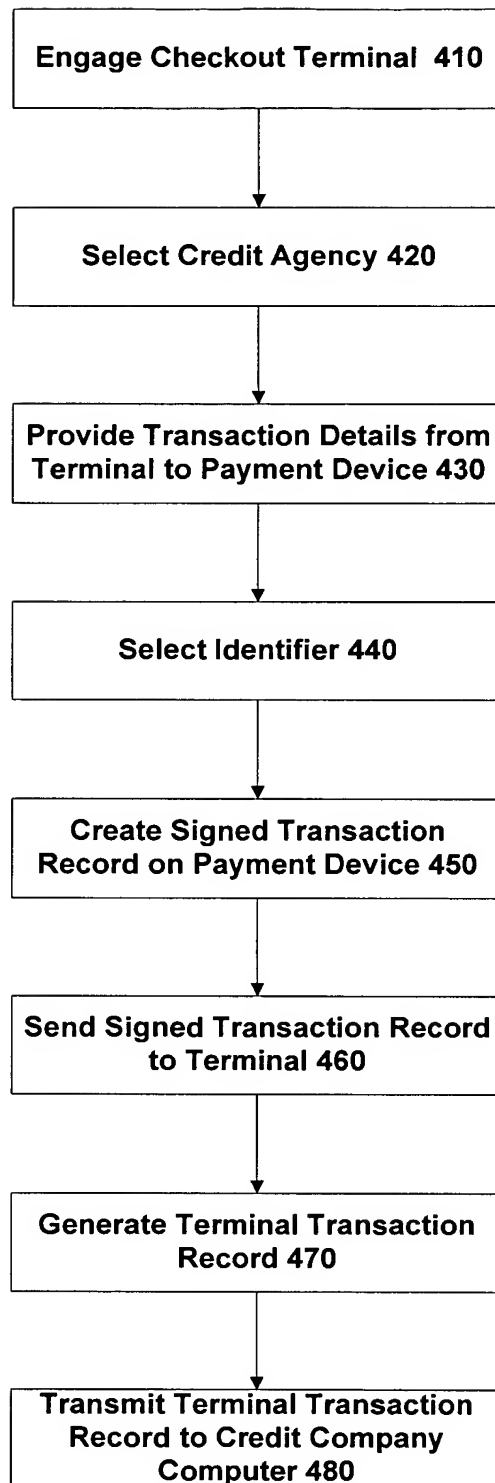 Engage Checkout Terminal 410
Select Credit Agency 420
Provide Transaction Details from
Terminal to Payment Device 430
Select Identifier 440
Create Signed Transaction
Record on Payment Device 450
Send Signed Transaction Record
to Terminal 460
Generate Terminal Transaction
Record 470
Transmit Terminal Transaction
Record to Credit Company
Computer 480